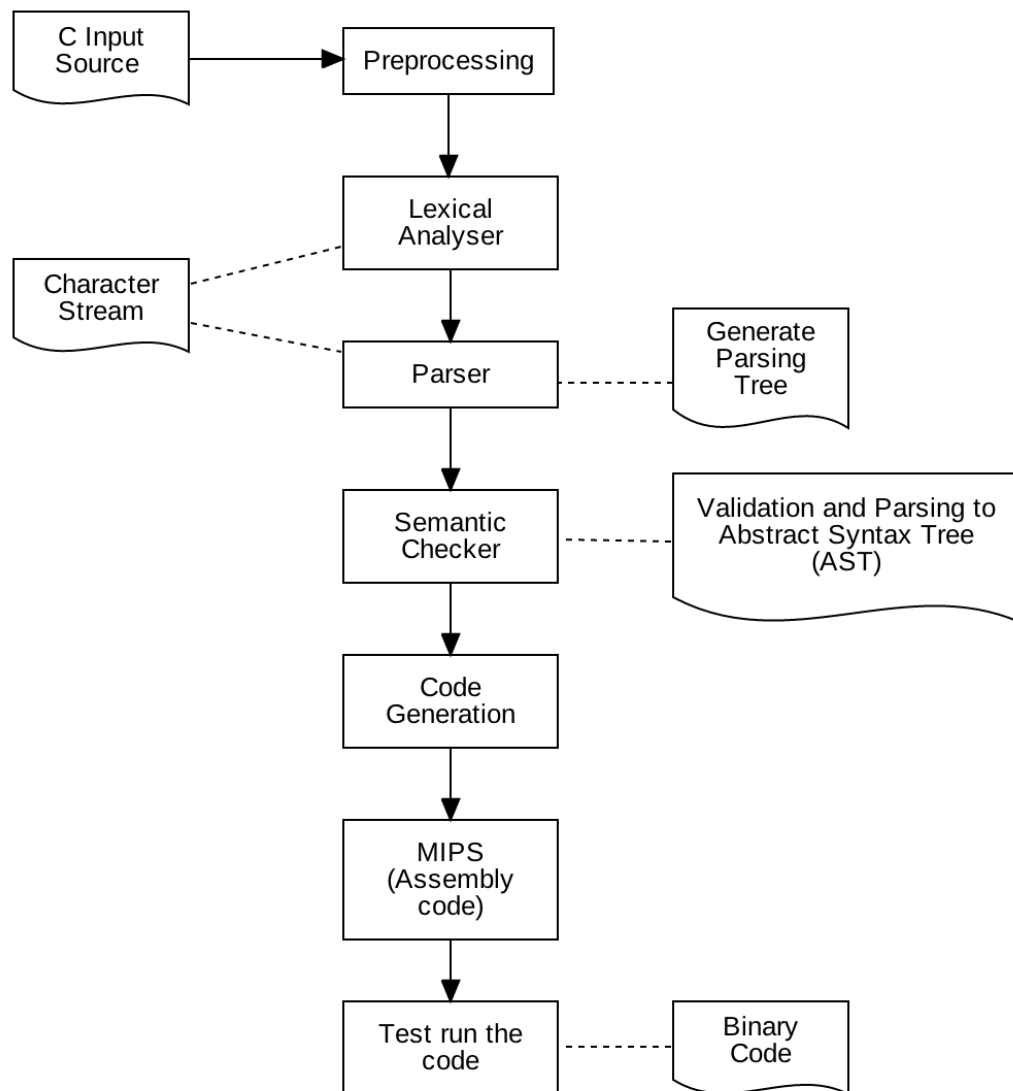 C Input
Source
Preprocessing
Lexical
Analyser
Character
Stream
Parser
Generate
Parsing
Tree
Semantic
Checker
Validation and Parsing to
Abstract Syntax Tree
(AST)
Code
Generation
MIPS
(Assembly
code)
Test run the
code
Binary
Code